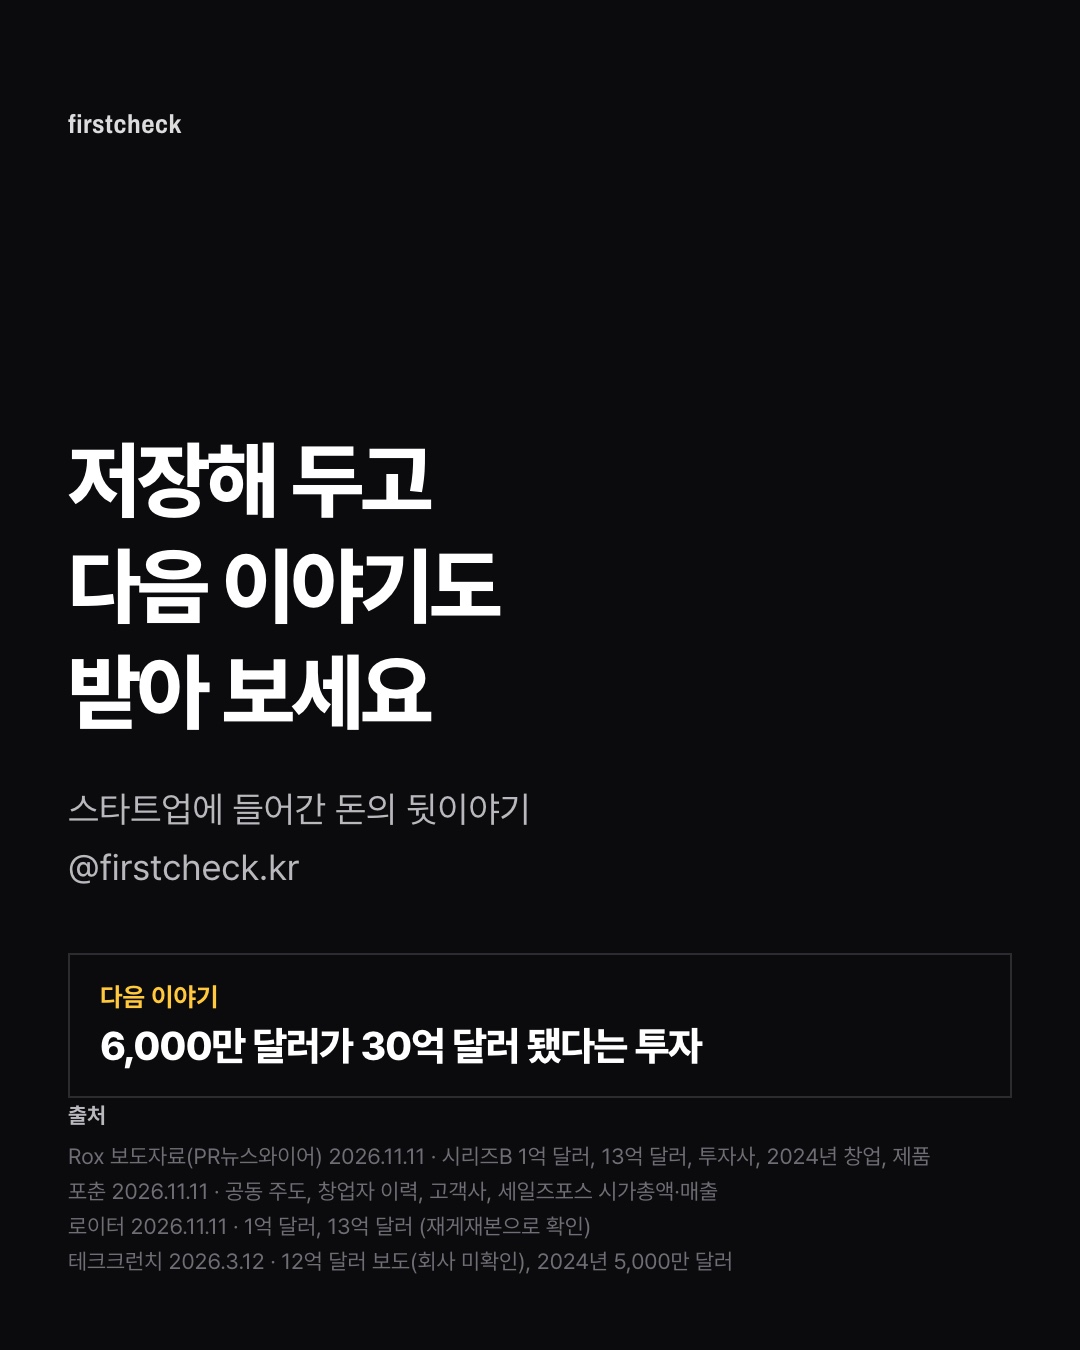 firstcheck
저장해 두고
다음 이야기도
받아 보세요
스타트업에 들어간 돈의 뒷이야기
@firstcheck.kr
다음 이야기
6,000만 달러가 30억 달러 됐다는 투자
출처
Rox 보도자료(PR뉴스와이어) 2026.11.11 · 시리즈B 1억 달러, 13억 달러, 투자사, 2024년 창업, 제품
포춘 2026.11.11 · 공동 주도, 창업자 이력, 고객사, 세일즈포스 시가총액·매출
로이터 2026.11.11 · 1억 달러, 13억 달러 (재게재본으로 확인)
테크크런치 2026.3.12 · 12억 달러 보도(회사 미확인), 2024년 5,000만 달러